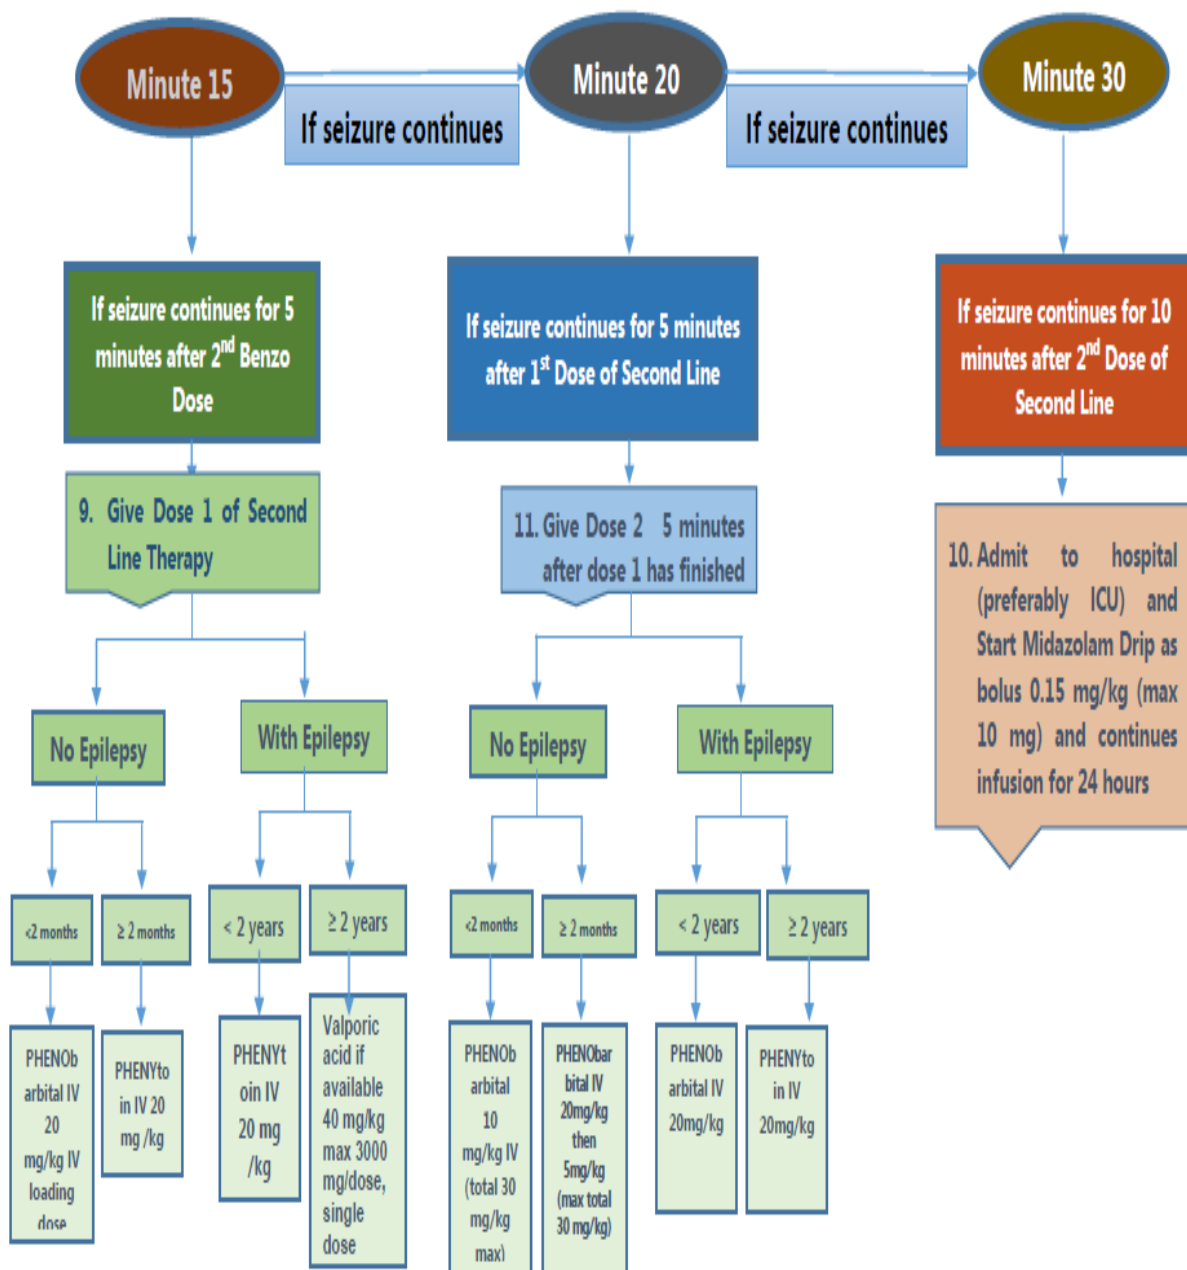 Minute 15
If seizure continues
Minute 20
If seizure continues
Minute 30
If seizure continues for 5
minutes after 2nd Benzo
Dose
9. Give Dose 1 of Second
Line Therapy
No Epilepsy
With Epilepsy
<2 months
≥ 2 months
< 2 years
≥ 2 years
PHENOb
arbital IV
20
mg/kg IV
loading
dose
PHENYto
in IV 20
mg /kg
PHENYt
oin IV
20 mg
/kg
Valporic
acid if
available
40 mg/kg
max 3000
mg/dose,
single
dose
If seizure continues for 5 minutes
after 1st Dose of Second Line
11. Give Dose 2 5 minutes
after dose 1 has finished
No Epilepsy
With Epilepsy
<2 months
≥ 2 months
< 2 years
≥ 2 years
PHENOb
arbital
10
mg/kg IV
(total 30
mg/kg
max)
PHENObar
bital IV
20mg/kg
then
5mg/kg
(max total
30 mg/kg)
PHENOb
arbital IV
20mg/kg
PHENYto
in IV
20mg/kg
If seizure continues for 10
minutes after 2nd Dose of
Second Line
10. Admit to hospital
(preferably ICU) and
Start Midazolam Drip as
bolus 0.15 mg/kg (max
10 mg) and continues
infusion for 24 hours